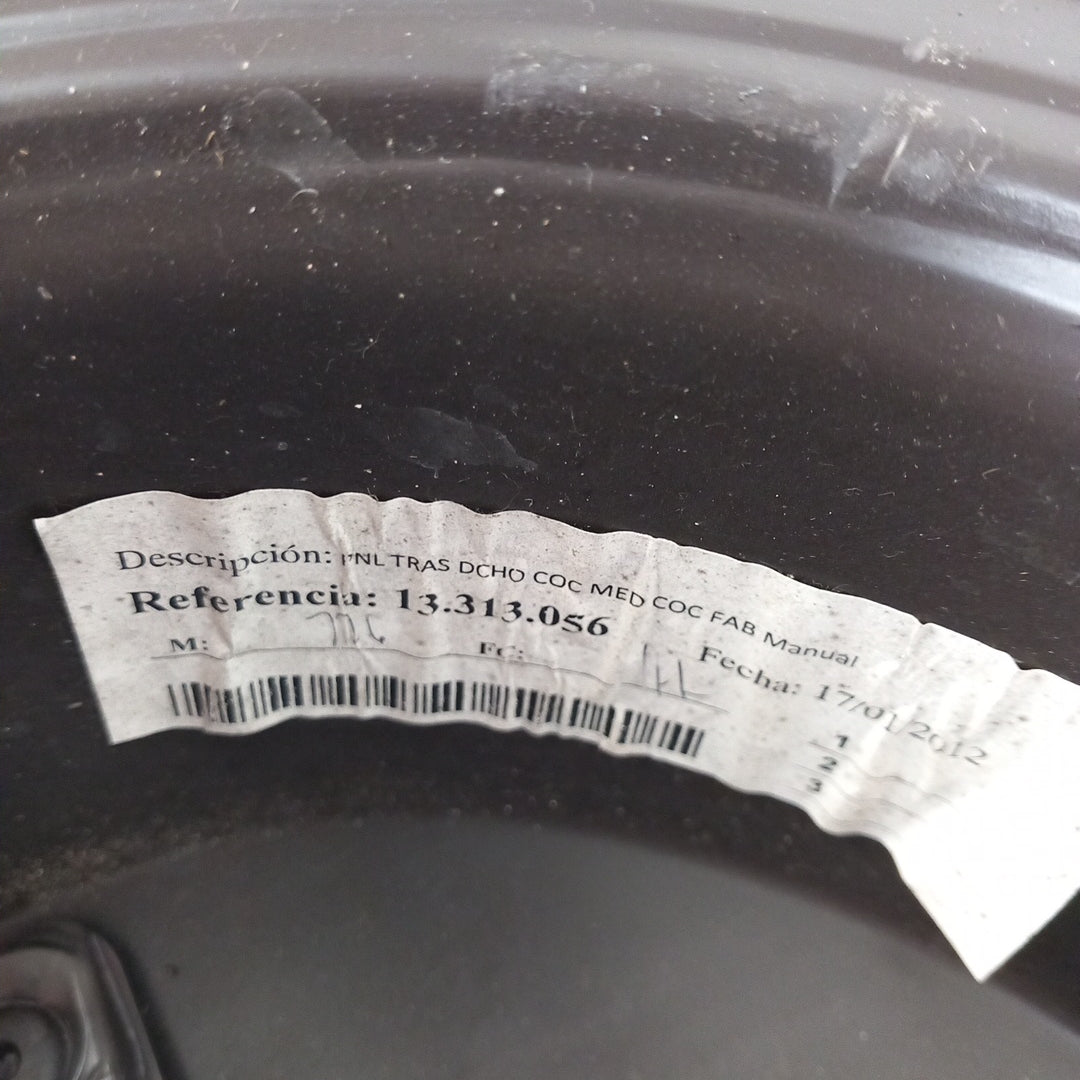 Descripción: PNL TRAS DCHO COC MED COC FAB Manual
Referencia: 13.313.056
M: FC: Fecha: 17/01/2012
1
2
3